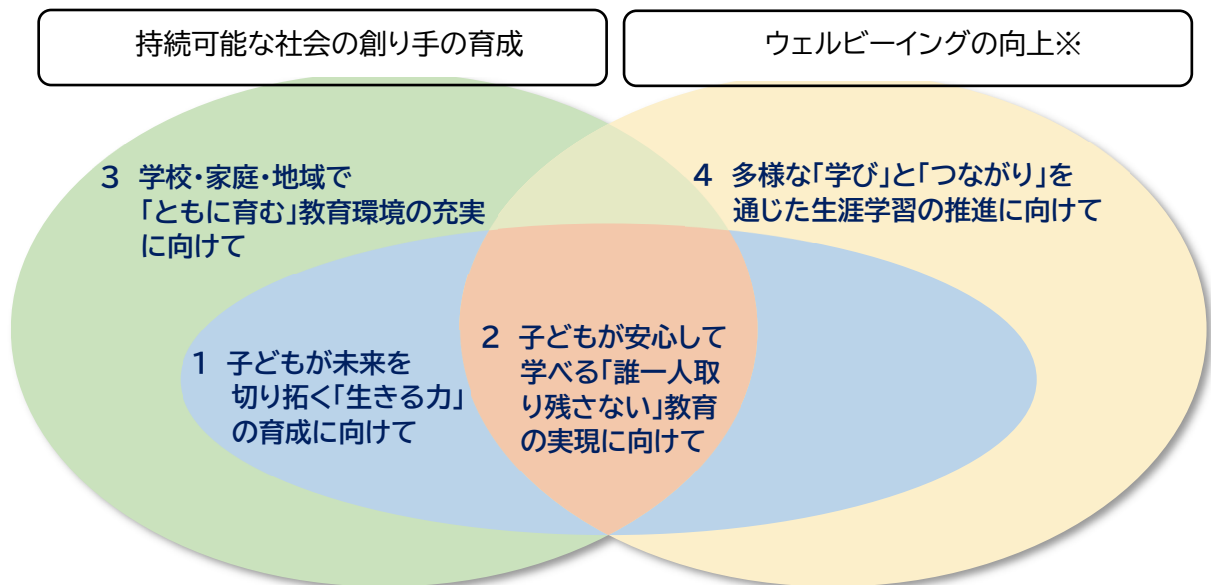 持続可能な社会の創り手の育成
ウェルビーイングの向上※
3 学校・家庭・地域で
「ともに育む」教育環境の充実
に向けて
4 多様な「学び」と「つながり」を
通じた生涯学習の推進に向けて
1 子どもが未来を
切り拓く「生きる力」
の育成に向けて
2 子どもが安心して
学べる「誰一人取
り残さない」教育
の実現に向けて